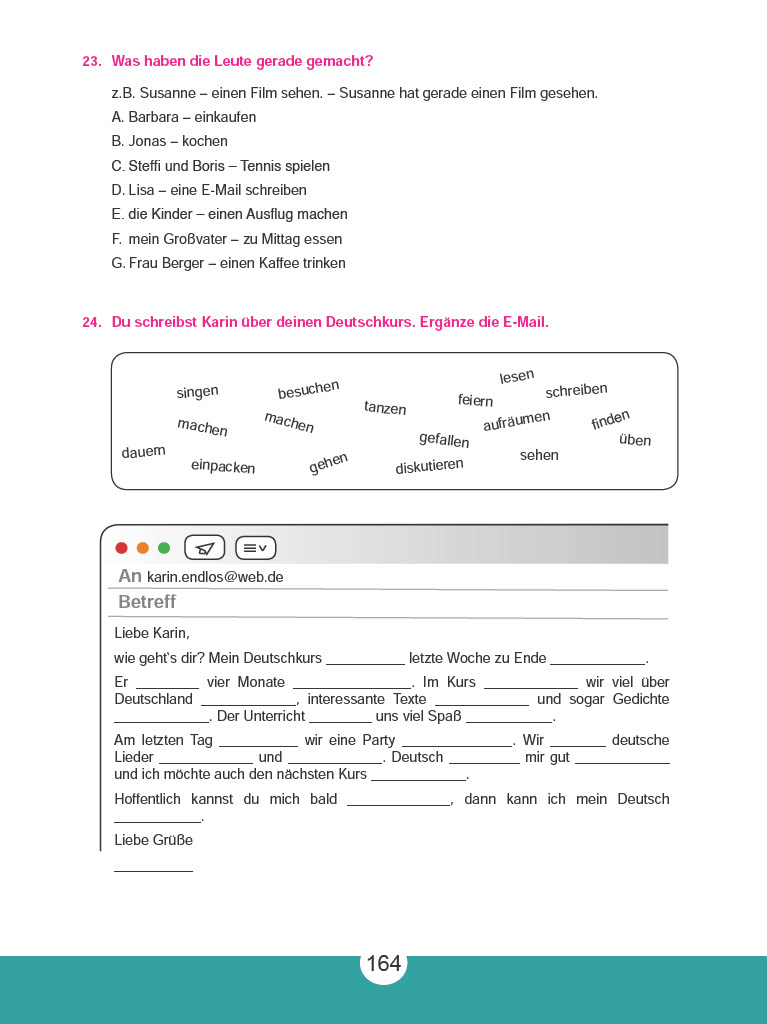 23. Was haben die Leute gerade gemacht?
z.B. Susanne – einen Film sehen. – Susanne hat gerade einen Film gesehen.
A. Barbara – einkaufen
B. Jonas – kochen
C. Steffi und Boris – Tennis spielen
D. Lisa – eine E-Mail schreiben
E. die Kinder – einen Ausflug machen
F. mein Großvater – zu Mittag essen
G. Frau Berger – einen Kaffee trinken
24. Du schreibst Karin über deinen Deutschkurs. Ergänze die E-Mail.
lesen
singen besuchen tanzen feiern schreiben
machen machen gefallen aufräumen finden
dauern einpacken gehen diskutieren sehen üben
An karin.endlos@web.de
Betreff
Liebe Karin,
wie geht's dir? Mein Deutschkurs __________ letzte Woche zu Ende ____________.
Er ________ vier Monate _______________. Im Kurs ____________ wir viel über
Deutschland ____________, interessante Texte ____________ und sogar Gedichte
____________. Der Unterricht ________ uns viel Spaß ___________.
Am letzten Tag __________ wir eine Party ______________. Wir _______ deutsche
Lieder ____________ und ____________. Deutsch _________ mir gut ____________
und ich möchte auch den nächsten Kurs ____________.
Hoffentlich kannst du mich bald _____________, dann kann ich mein Deutsch
___________.
Liebe Grüße
__________
164